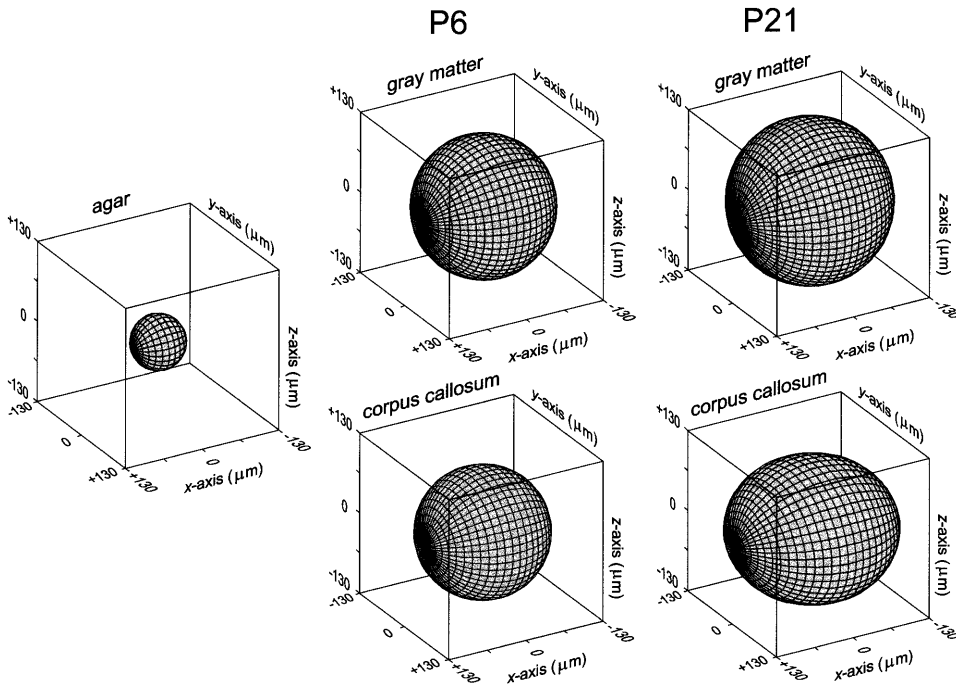 P6
P21
gray matter
y-axis (µm)
+130
0
-130
-130
0
+130
+130
0
-130
x-axis (µm)
z-axis (µm)
gray matter
y-axis (µm)
+130
0
-130
-130
0
+130
+130
0
-130
x-axis (µm)
z-axis (µm)
agar
y-axis (µm)
+130
0
-130
-130
0
+130
+130
0
-130
x-axis (µm)
z-axis (µm)
corpus callosum
y-axis (µm)
+130
0
-130
-130
0
+130
+130
0
-130
x-axis (µm)
z-axis (µm)
corpus callosum
y-axis (µm)
+130
0
-130
-130
0
+130
+130
0
-130
x-axis (µm)
z-axis (µm)